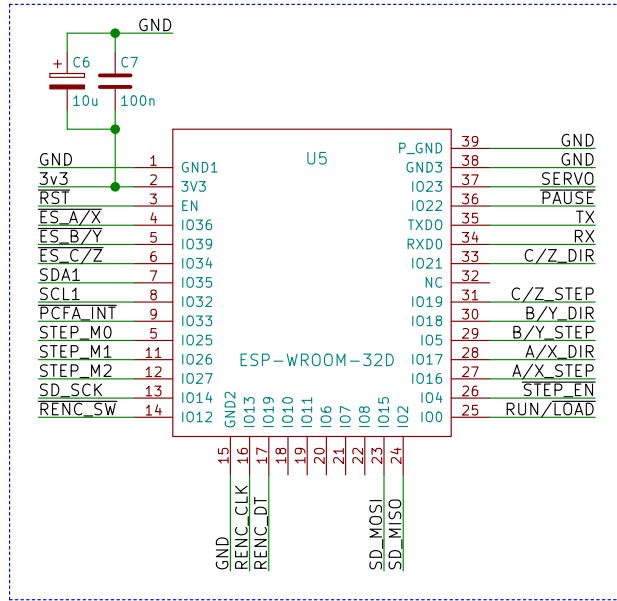 GND
+ C6 C7
10u 100n
U5
P_GND 39 GND
GND 1 GND1 GND3 38 GND
3v3 2 3V3 IO23 37 SERVO
RST 3 EN IO22 36 PAUSE
ES_A/X 4 IO36 TXD0 35 TX
ES_B/Y 5 IO39 RXD0 34 RX
ES_C/Z 6 IO34 IO21 33 C/Z_DIR
SDA1 7 IO35 NC 32
SCL1 8 IO32 IO19 31 C/Z_STEP
PCFA_INT 9 IO33 IO18 30 B/Y_DIR
STEP_M0 5 IO25 IO5 29 B/Y_STEP
STEP_M1 11 IO26 ESP-WROOM-32D IO17 28 A/X_DIR
STEP_M2 12 IO27 IO16 27 A/X_STEP
SD_SCK 13 IO14 IO4 26 STEP_EN
RENC_SW 14 IO12 IO0 25 RUN/LOAD
GND2 IO13 IO19 IO10 IO11 IO6 IO7 IO8 IO15 IO2
15 16 17 18 19 20 21 22 23 24
GND RENC_CLK RENC_DT SD_MOSI SD_MISO